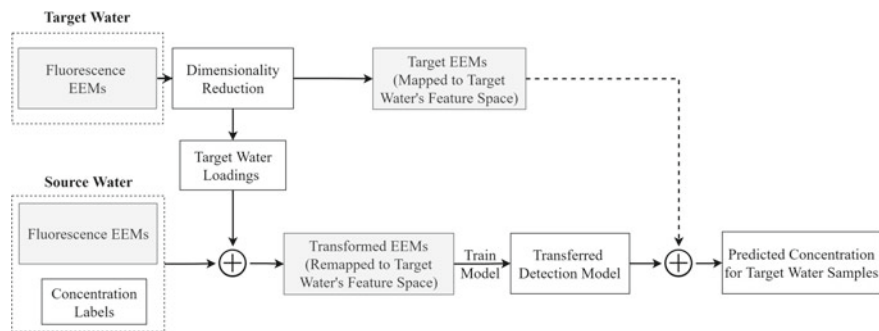 Target Water
Fluorescence
EEMs
Dimensionality
Reduction
Target EEMs
(Mapped to Target
Water's Feature Space)
Target Water
Loadings
Source Water
Fluorescence EEMs
Concentration
Labels
Transformed EEMs
(Remapped to Target
Water's Feature Space)
Train
Model
Transferred
Detection Model
Predicted Concentration
for Target Water Samples